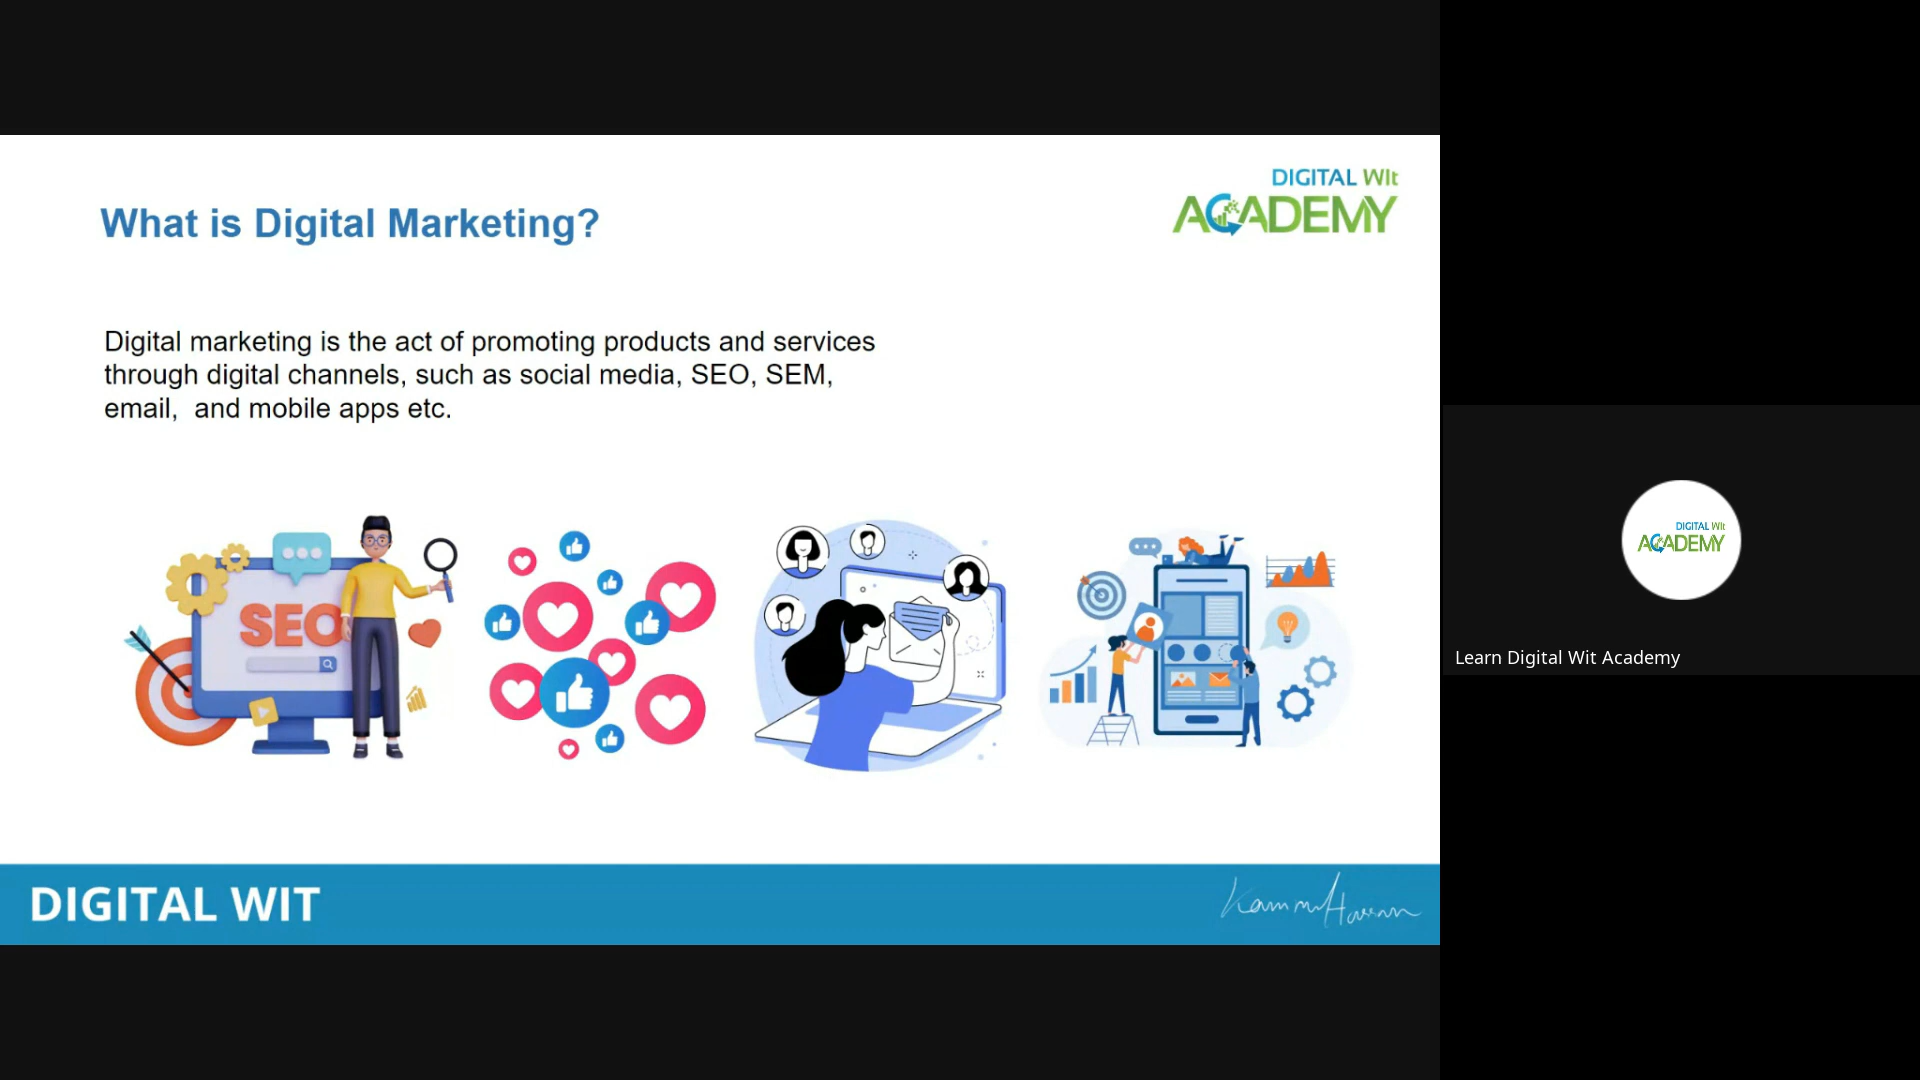 What is Digital Marketing?
DIGITAL WIt
ACADEMY
Digital marketing is the act of promoting products and services
through digital channels, such as social media, SEO, SEM,
email,  and mobile apps etc.
SEO
DIGITAL WIT
DIGITAL WIt
ACADEMY
Learn Digital Wit Academy